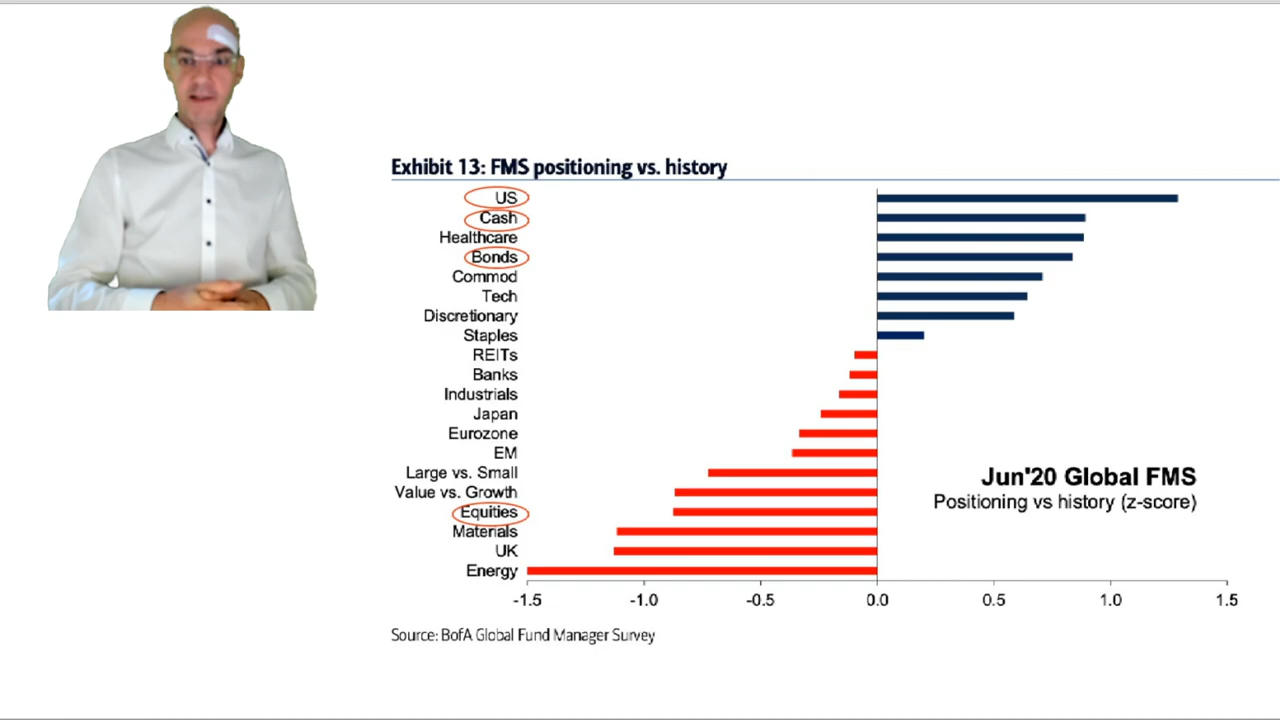 Exhibit 13: FMS positioning vs. history
US
Cash
Healthcare
Bonds
Commod
Tech
Discretionary
Staples
REITs
Banks
Industrials
Japan
Eurozone
EM
Large vs. Small
Value vs. Growth
Equities
Materials
UK
Energy
Jun'20 Global FMS
Positioning vs history (z-score)
-1.5 -1.0 -0.5 0.0 0.5 1.0 1.5
Source: BofA Global Fund Manager Survey